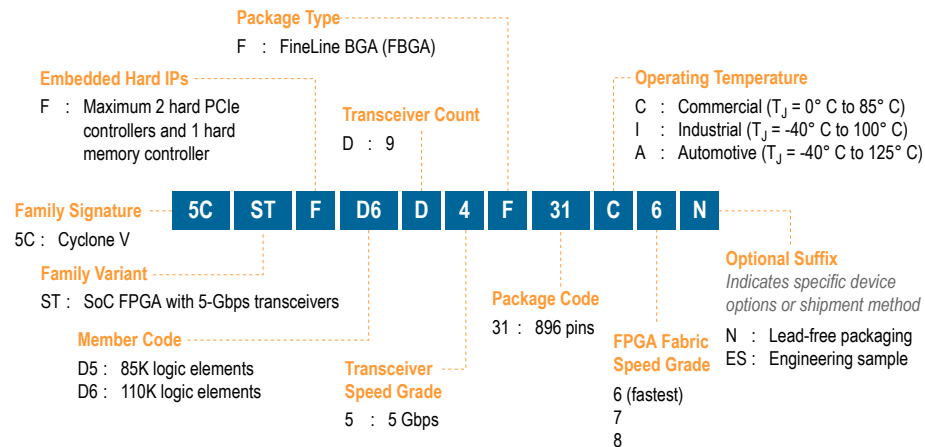 Package Type
F : FineLine BGA (FBGA)
Embedded Hard IPs
F : Maximum 2 hard PCIe
controllers and 1 hard
memory controller
Transceiver Count
D : 9
Operating Temperature
C : Commercial (TJ = 0° C to 85° C)
I : Industrial (TJ = -40° C to 100° C)
A : Automotive (TJ = -40° C to 125° C)
5C ST F D6 D 4 F 31 C 6 N
Family Signature
5C : Cyclone V
Family Variant
ST : SoC FPGA with 5-Gbps transceivers
Member Code
D5 : 85K logic elements
D6 : 110K logic elements
Transceiver
Speed Grade
5 : 5 Gbps
Package Code
31 : 896 pins
FPGA Fabric
Speed Grade
6 (fastest)
7
8
Optional Suffix
Indicates specific device
options or shipment method
N : Lead-free packaging
ES : Engineering sample